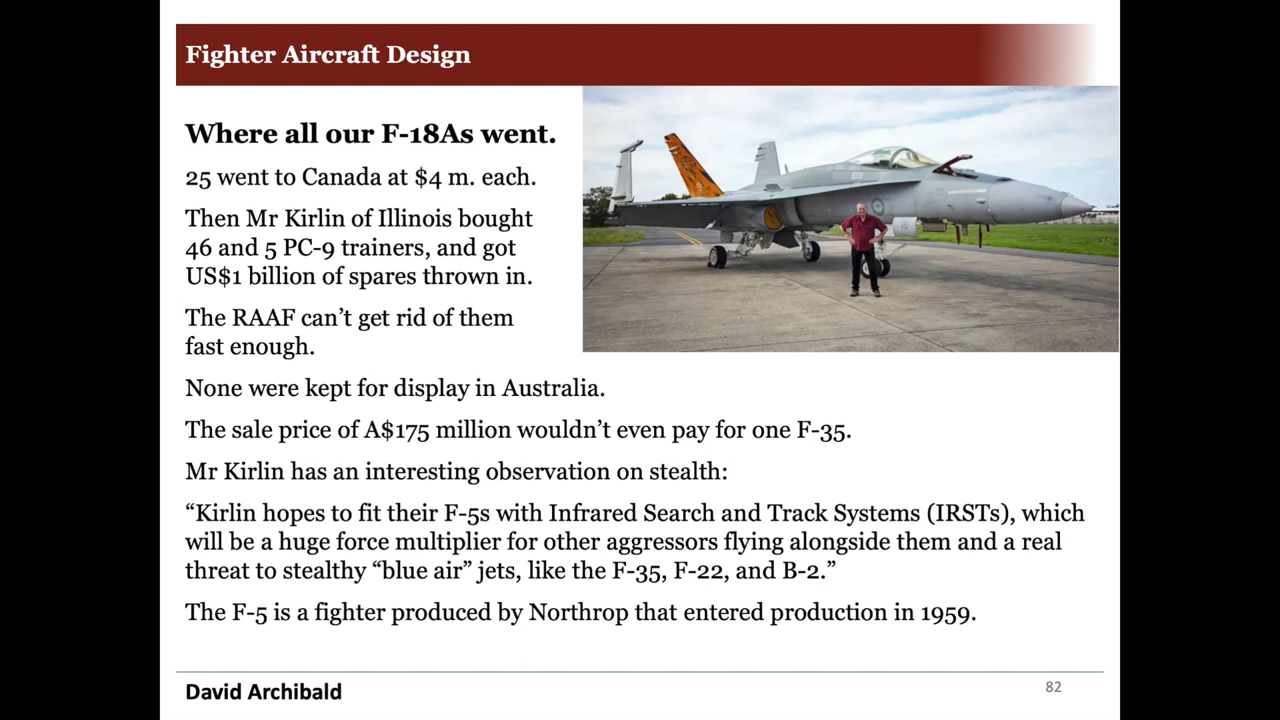 Fighter Aircraft Design
Where all our F-18As went.
25 went to Canada at $4 m. each.
Then Mr Kirlin of Illinois bought
46 and 5 PC-9 trainers, and got
US$1 billion of spares thrown in.
The RAAF can’t get rid of them
fast enough.
None were kept for display in Australia.
The sale price of A$175 million wouldn’t even pay for one F-35.
Mr Kirlin has an interesting observation on stealth:
“Kirlin hopes to fit their F-5s with Infrared Search and Track Systems (IRSTs), which
will be a huge force multiplier for other aggressors flying alongside them and a real
threat to stealthy “blue air” jets, like the F-35, F-22, and B-2.”
The F-5 is a fighter produced by Northrop that entered production in 1959.
David Archibald
82